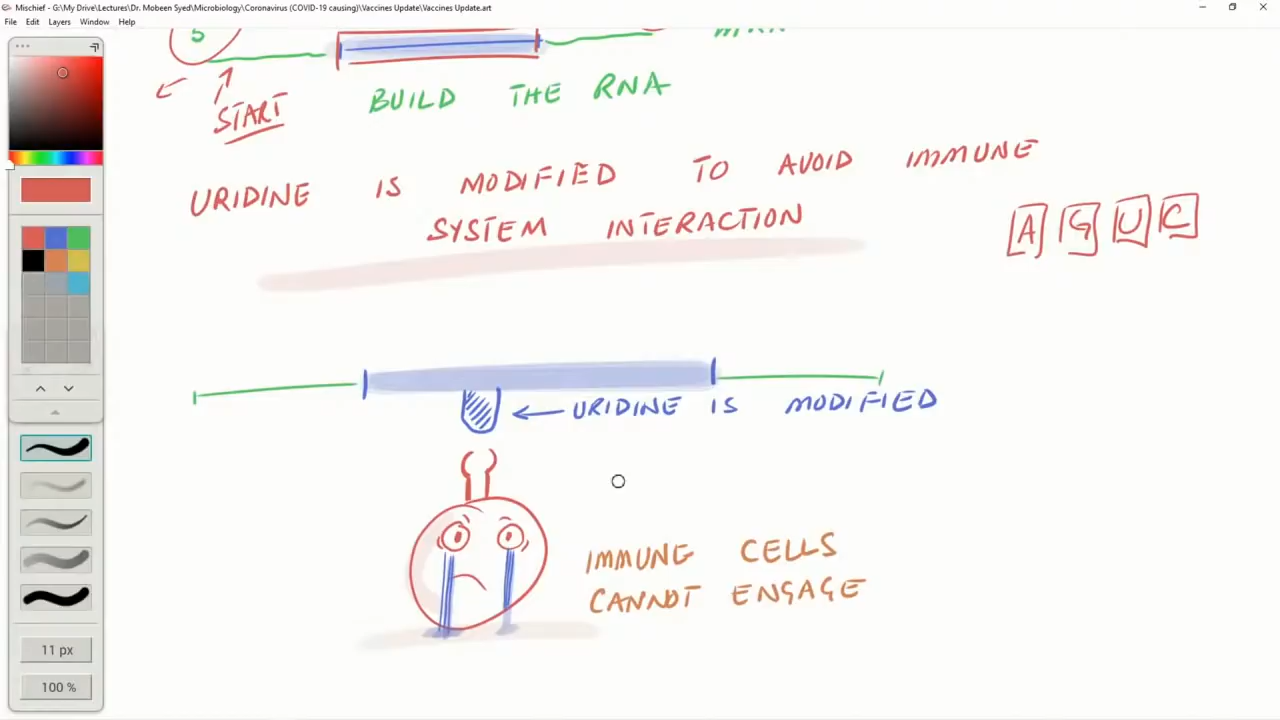 Mischief - G:\My Drive\Lectures\Dr. Mobeen Syed\Microbiology\Coronavirus (COVID-19 causing)\Vaccines Update\Vaccines Update.art
File Edit Layers Window Help
5
START
BUILD THE RNA
URIDINE IS MODIFIED TO AVOID IMMUNE
SYSTEM INTERACTION
A G U C
URIDINE IS MODIFIED
IMMUNE CELLS
CANNOT ENGAGE
11 px
100 %